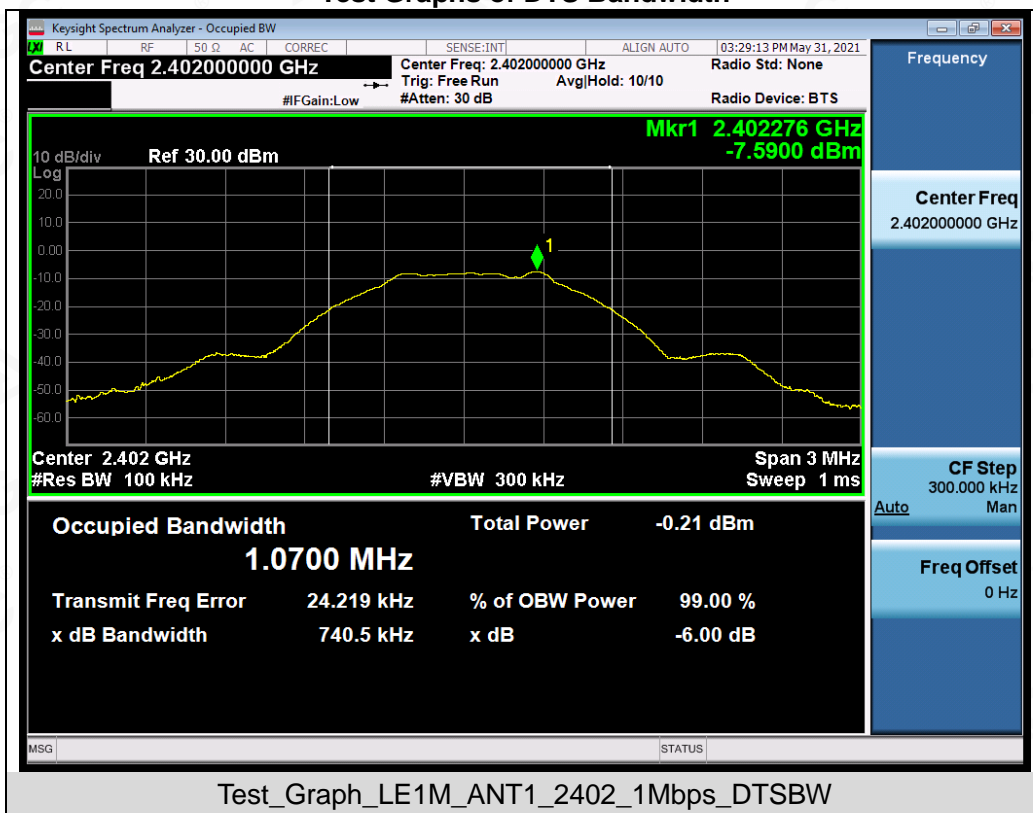 Test Graphs of DTS Bandwidth
Keysight Spectrum Analyzer - Occupied BW
LXI RL RF 50 Ω AC CORREC SENSE:INT ALIGN AUTO 03:29:13 PM May 31, 2021
Center Freq 2.402000000 GHz
Center Freq: 2.402000000 GHz Radio Std: None
Trig: Free Run Avg|Hold: 10/10
#IFGain:Low #Atten: 30 dB Radio Device: BTS
Mkr1 2.402276 GHz
-7.5900 dBm
10 dB/div Ref 30.00 dBm
Log
20.0
10.0
0.00
-10.0
-20.0
-30.0
-40.0
-50.0
-60.0
1
Center 2.402 GHz Span 3 MHz
#Res BW 100 kHz #VBW 300 kHz Sweep 1 ms
Occupied Bandwidth Total Power -0.21 dBm
1.0700 MHz
Transmit Freq Error 24.219 kHz % of OBW Power 99.00 %
x dB Bandwidth 740.5 kHz x dB -6.00 dB
Frequency
Center Freq
2.402000000 GHz
CF Step
300.000 kHz
Auto Man
Freq Offset
0 Hz
MSG STATUS
Test_Graph_LE1M_ANT1_2402_1Mbps_DTSBW